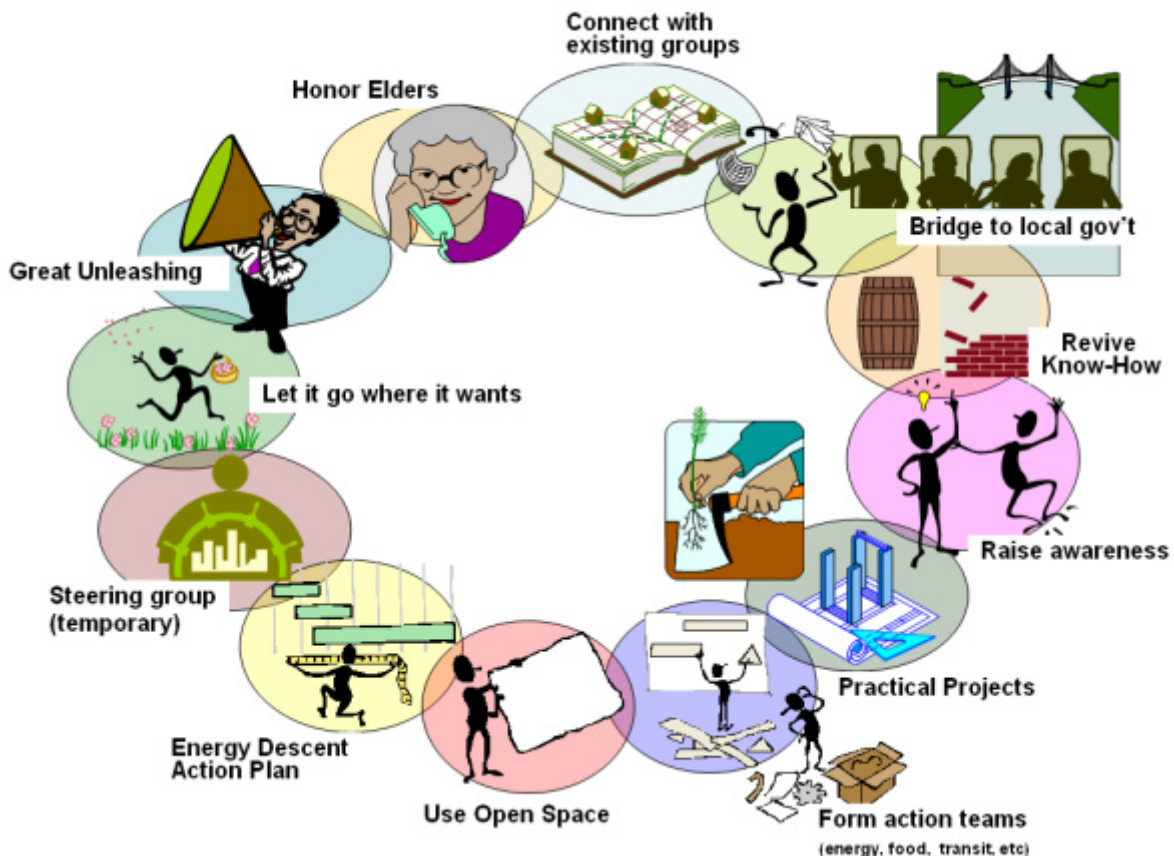 Connect with
existing groups
Honor Elders
Bridge to local gov't
Great Unleashing
Revive
Know-How
Let it go where it wants
Raise awareness
Steering group
(temporary)
Practical Projects
Energy Descent
Action Plan
Use Open Space
Form action teams
(energy, food, transit, etc)